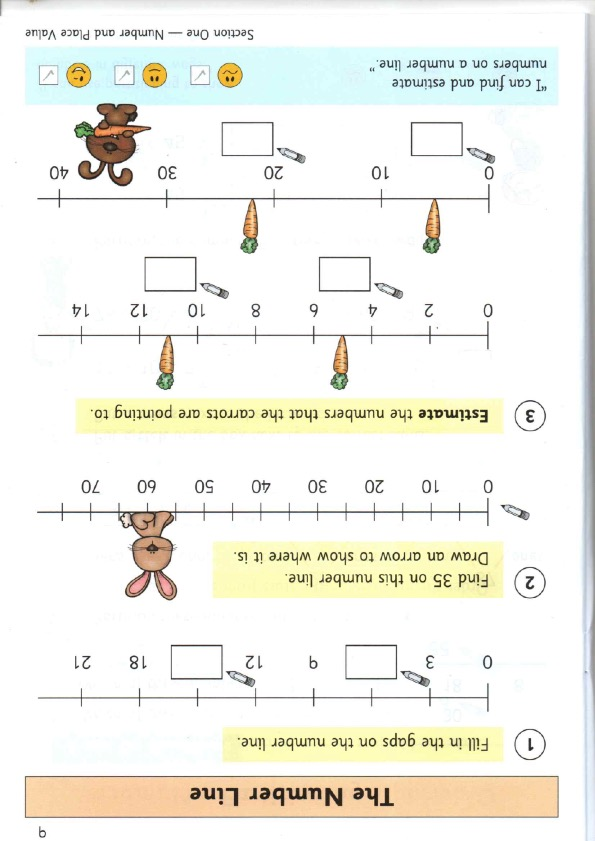 6
The Number Line
1 Fill in the gaps on the number line.
0 3 9 12 18 21
2 Find 35 on this number line.
Draw an arrow to show where it is.
0 10 20 30 40 50 60 70
3 Estimate the numbers that the carrots are pointing to.
0 2 4 6 8 10 12 14
0 10 20 30 40
"I can find and estimate
numbers on a number line."
Section One — Number and Place Value